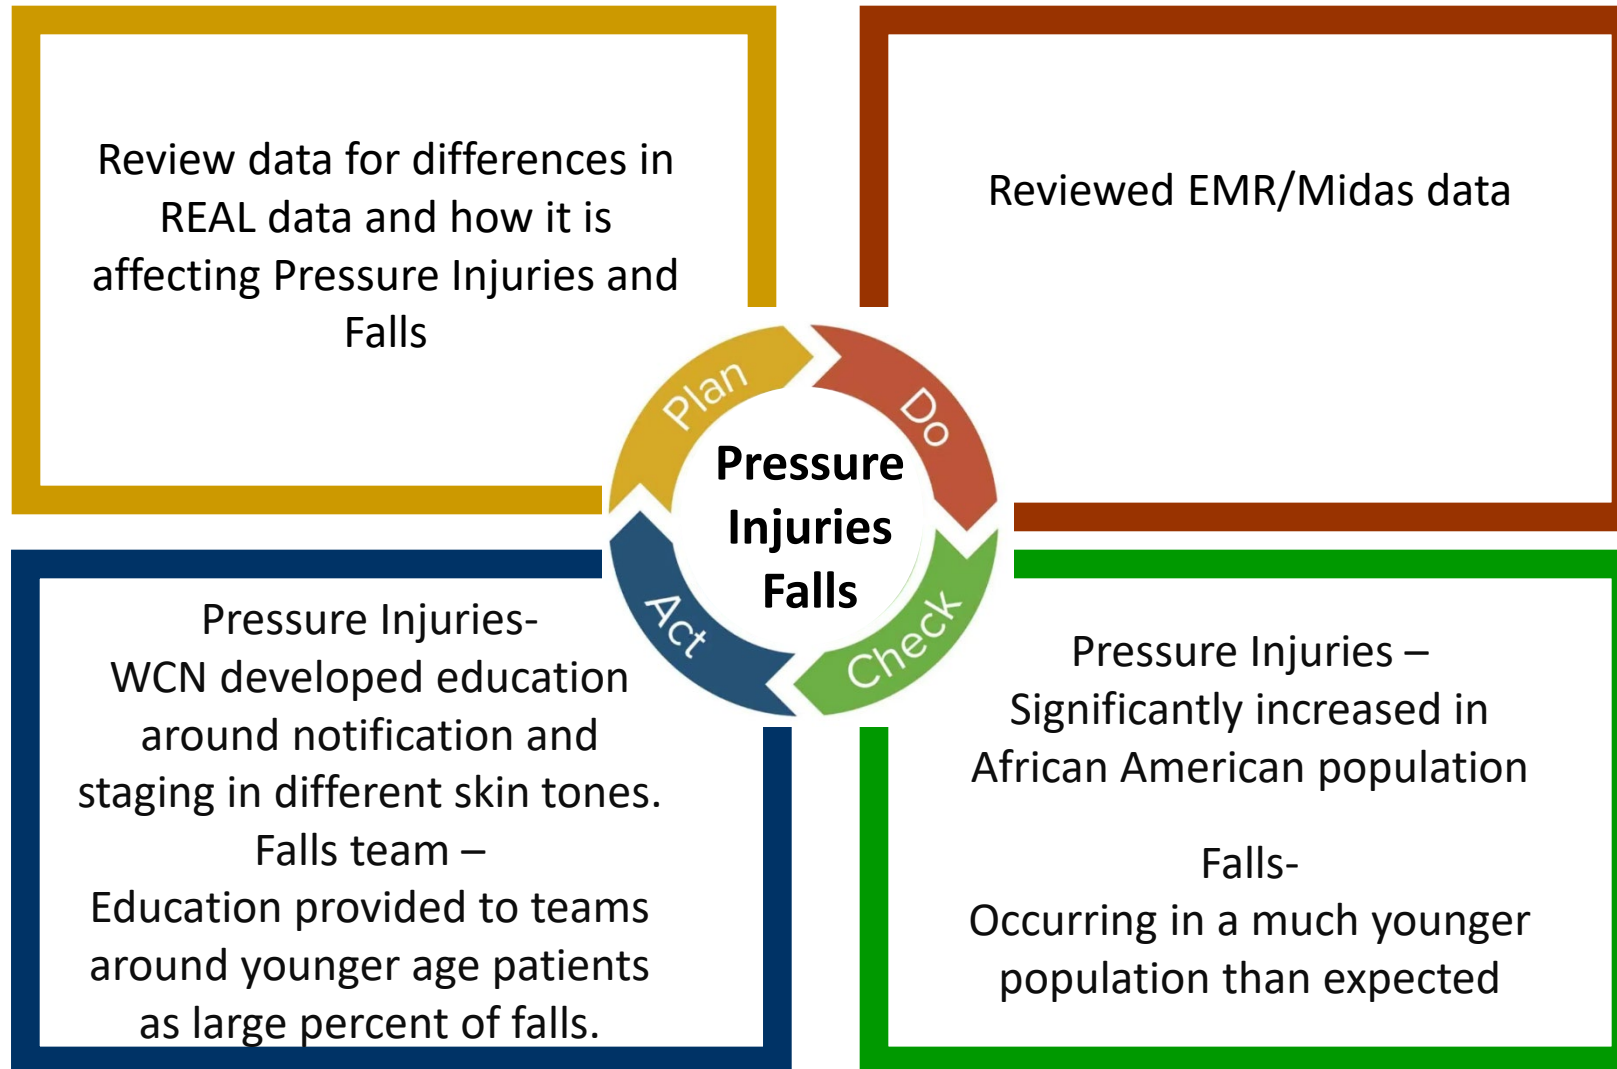 Review data for differences in
REAL data and how it is
affecting Pressure Injuries and
Falls
Reviewed EMR/Midas data
Plan
Do
Pressure
Injuries
Falls
Act
Check
Pressure Injuries-
WCN developed education
around notification and
staging in different skin tones.
Falls team –
Education provided to teams
around younger age patients
as large percent of falls.
Pressure Injuries –
Significantly increased in
African American population
Falls-
Occurring in a much younger
population than expected